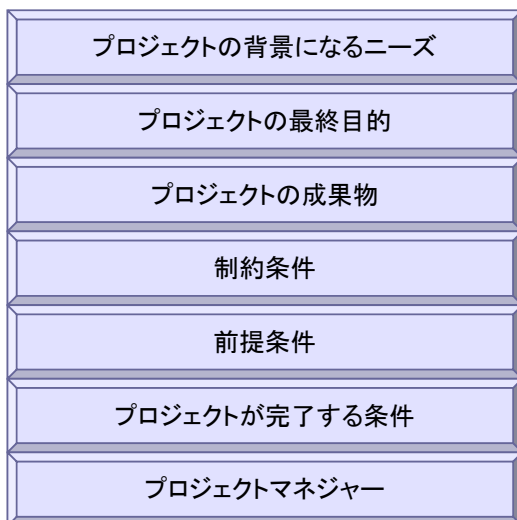 プロジェクトの背景になるニーズ
プロジェクトの最終目的
プロジェクトの成果物
制約条件
前提条件
プロジェクトが完了する条件
プロジェクトマネジャー